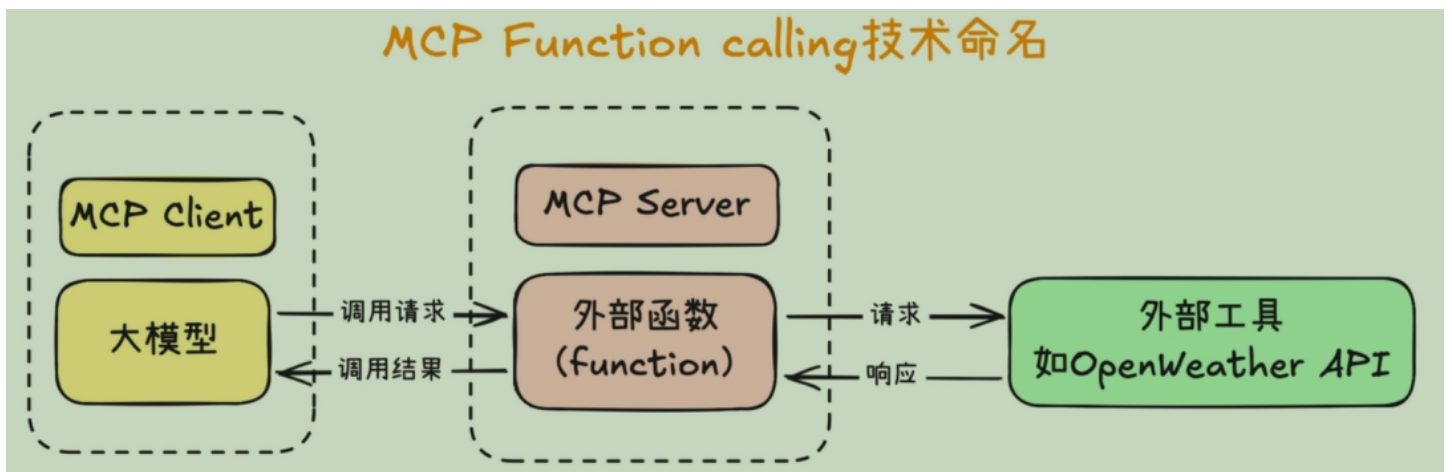 MCP Function calling技术命名
MCP Client
MCP Server
大模型
调用请求
调用结果
外部函数
(function)
请求
响应
外部工具
如OpenWeather API